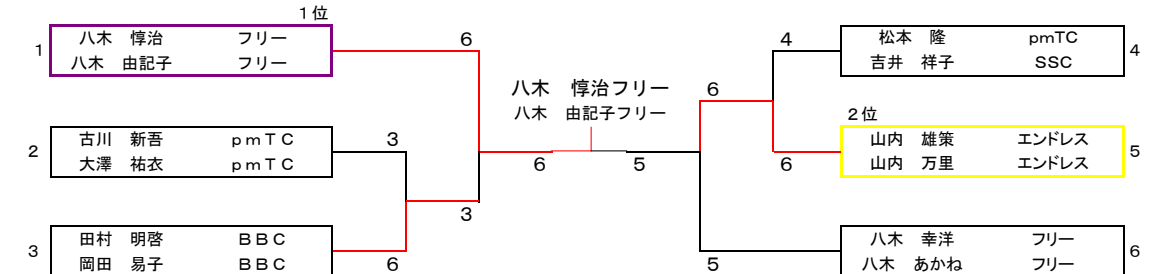 1位
1
八木 惇治 フリー
八木 由記子 フリー
6
八木 惇治フリー
八木 由記子フリー
4
松本 隆 pmTC
吉井 祥子 SSC
4
6
2
古川 新吾 pmTC
大澤 祐衣 pmTC
3
6
5
2位
山内 雄策 エンドレス
山内 万里 エンドレス
5
6
3
3
田村 明啓 BBC
岡田 易子 BBC
6
5
八木 幸洋 フリー
八木 あかね フリー
6